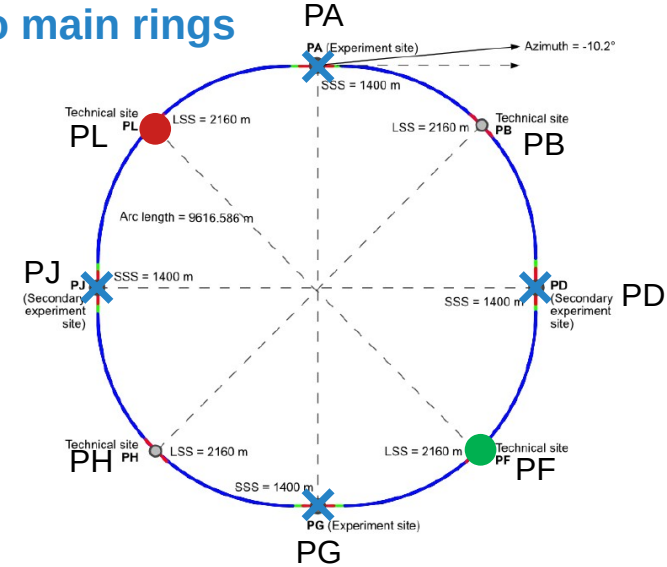 o main rings
PA
PA (Experiment site)
Azimuth = -10.2°
SSS = 1400 m
Technical site
PL
LSS = 2160 m
PL
LSS = 2160 m
Technical site
PB
PB
Arc length = 9616.586 m
PJ
SSS = 1400 m
PJ
(Secondary
experiment
site)
SSS = 1400 m
PD
(Secondary
experiment
site)
PD
Technical site
PH
LSS = 2160 m
PH
LSS = 2160 m
Technical site
PF
PF
SSS = 1400 m
PG (Experiment site)
PG